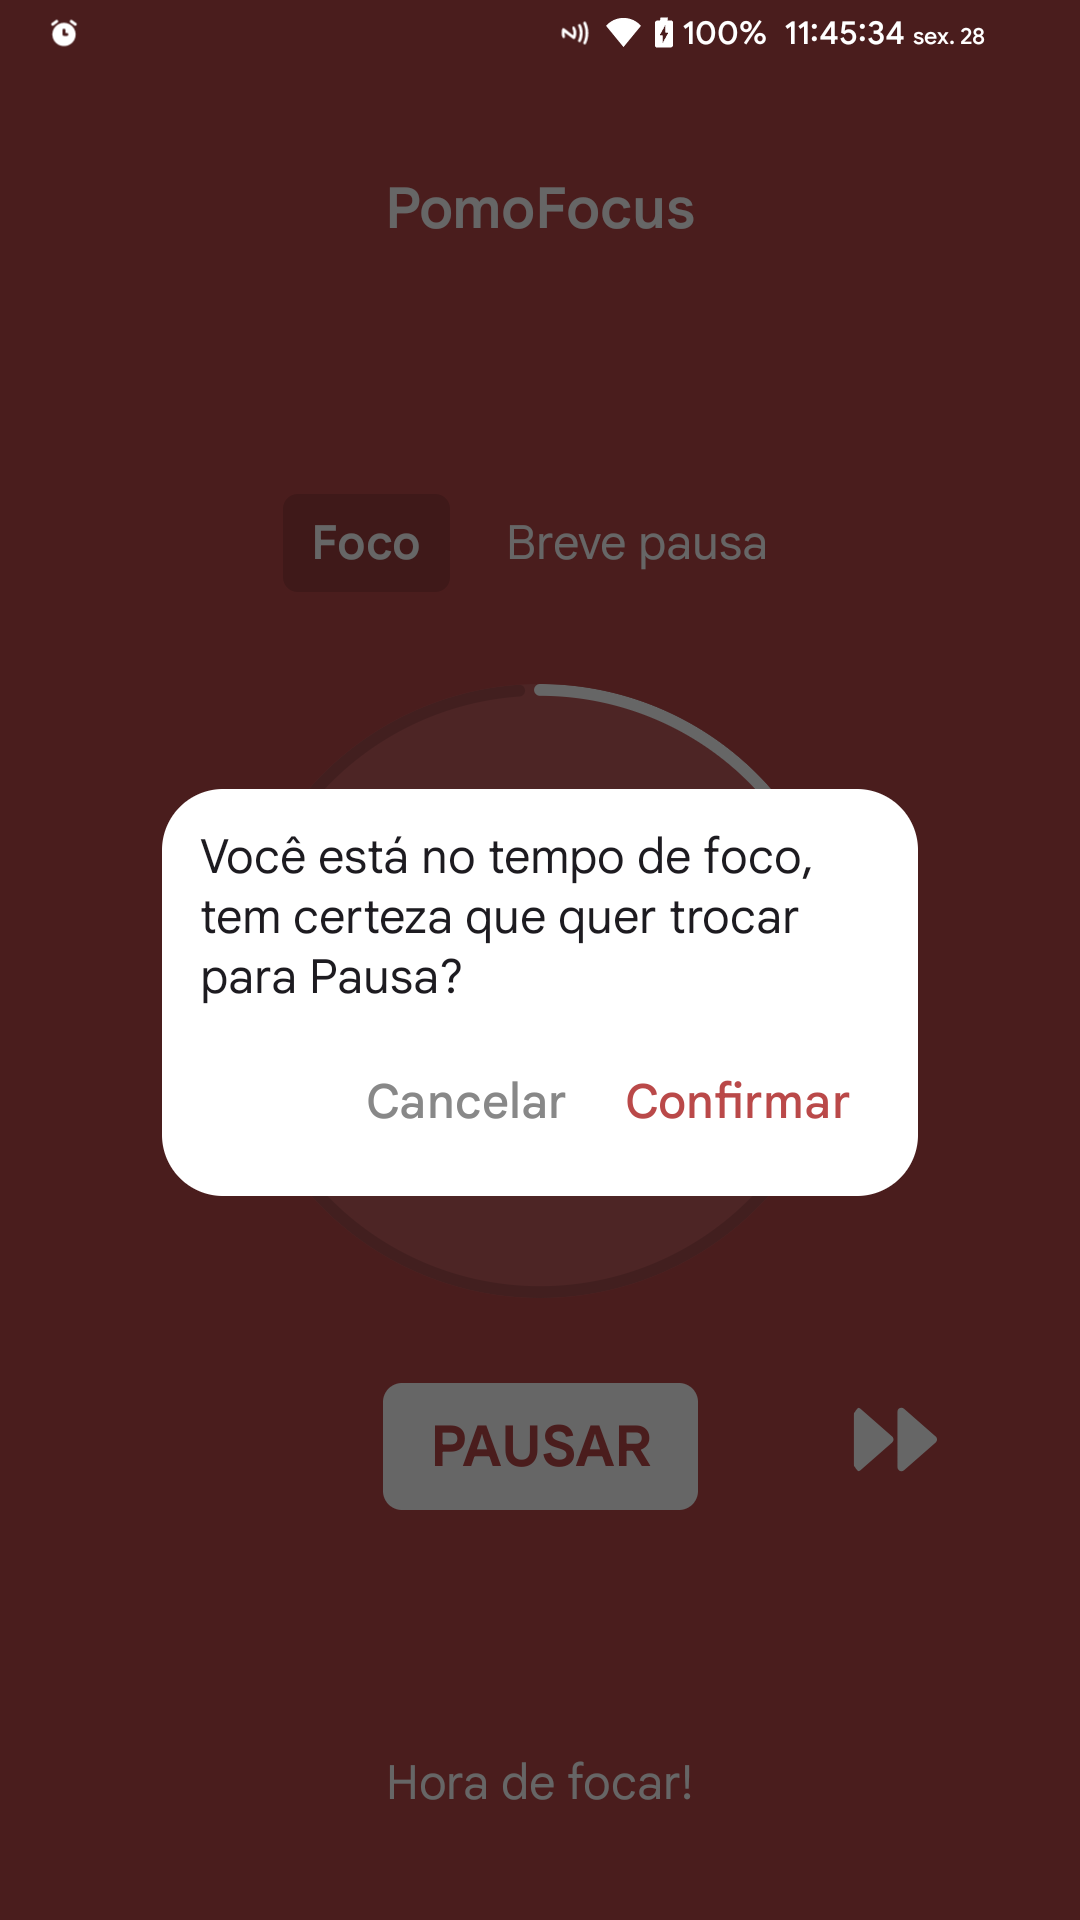 100% 11:45:34 sex. 28
PomoFocus
Foco Breve pausa
Você está no tempo de foco,
tem certeza que quer trocar
para Pausa?
Cancelar Confirmar
PAUSAR
Hora de focar!